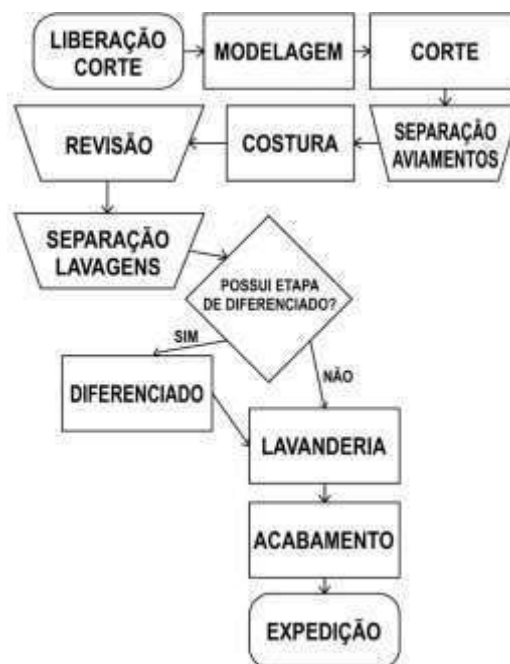 LIBERAÇÃO
CORTE
MODELAGEM
CORTE
SEPARAÇÃO
AVIAMENTOS
COSTURA
REVISÃO
SEPARAÇÃO
LAVAGENS
POSSUI ETAPA
DE DIFERENCIADO?
SIM
NÃO
DIFERENCIADO
LAVANDERIA
ACABAMENTO
EXPEDIÇÃO